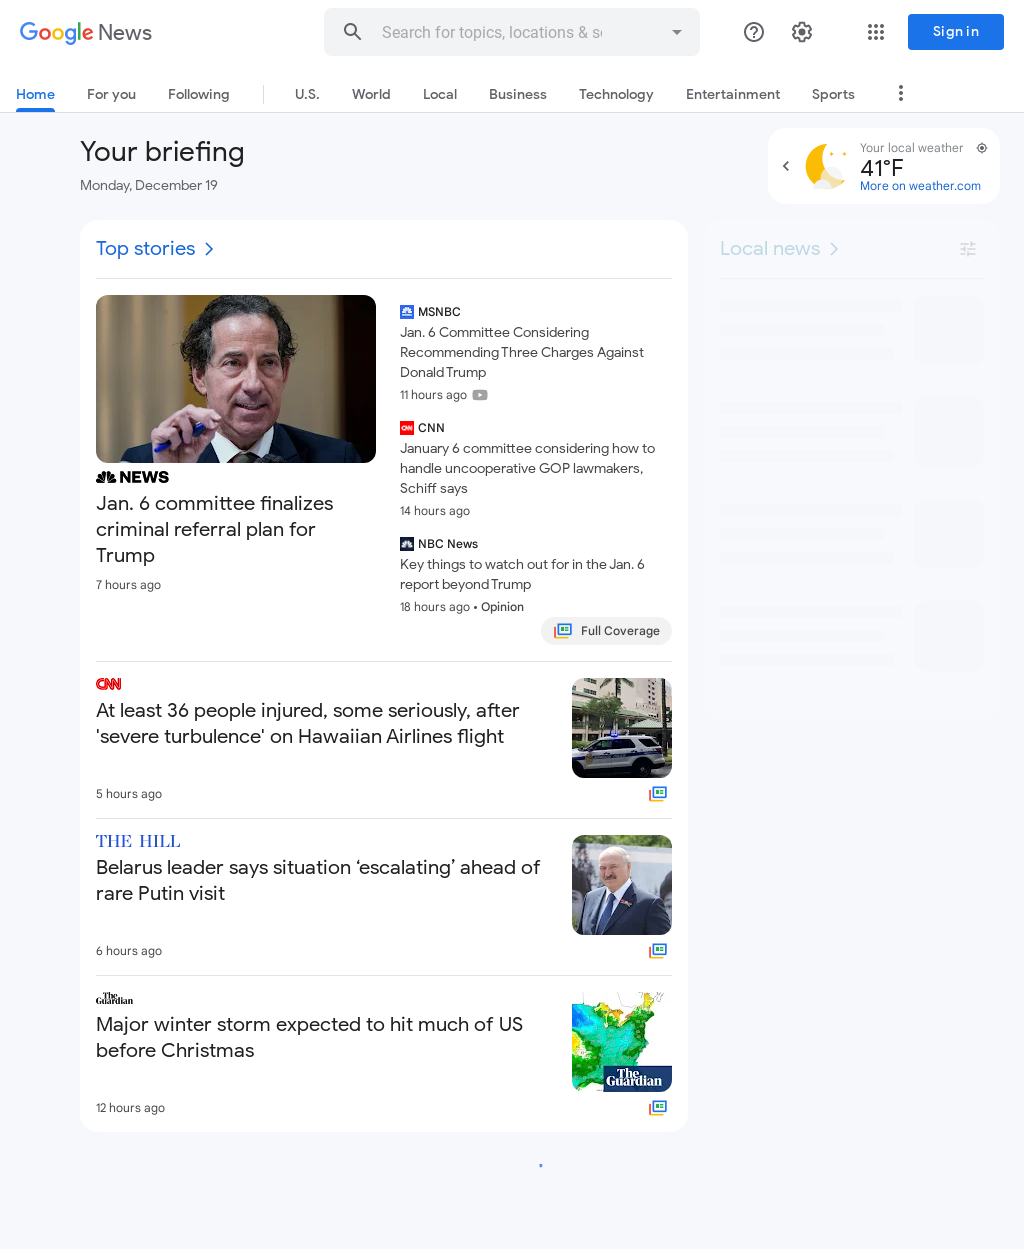 Google News
Search for topics, locations & so
Sign in
Home
For you
Following
U.S.
World
Local
Business
Technology
Entertainment
Sports
Your briefing
Monday, December 19
Your local weather
41°F
More on weather.com
Top stories
Local news
NEWS
Jan. 6 committee finalizes
criminal referral plan for
Trump
7 hours ago
MSNBC
Jan. 6 Committee Considering
Recommending Three Charges Against
Donald Trump
11 hours ago
CNN
January 6 committee considering how to
handle uncooperative GOP lawmakers,
Schiff says
14 hours ago
NBC News
Key things to watch out for in the Jan. 6
report beyond Trump
18 hours ago • Opinion
Full Coverage
CNN
At least 36 people injured, some seriously, after
'severe turbulence' on Hawaiian Airlines flight
5 hours ago
THE HILL
Belarus leader says situation ‘escalating’ ahead of
rare Putin visit
6 hours ago
The
Guardian
Major winter storm expected to hit much of US
before Christmas
The
Guardian
12 hours ago